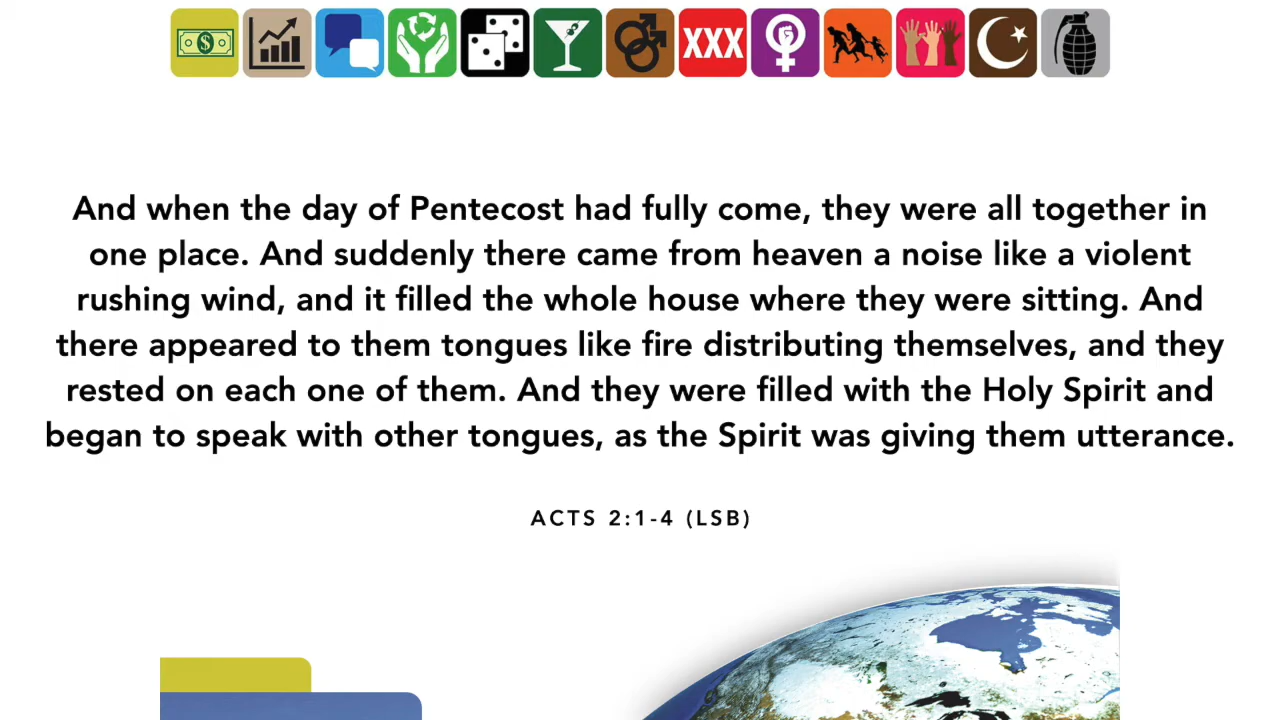 $
XXX
And when the day of Pentecost had fully come, they were all together in
one place. And suddenly there came from heaven a noise like a violent
rushing wind, and it filled the whole house where they were sitting. And
there appeared to them tongues like fire distributing themselves, and they
rested on each one of them. And they were filled with the Holy Spirit and
began to speak with other tongues, as the Spirit was giving them utterance.
ACTS 2:1-4 (LSB)